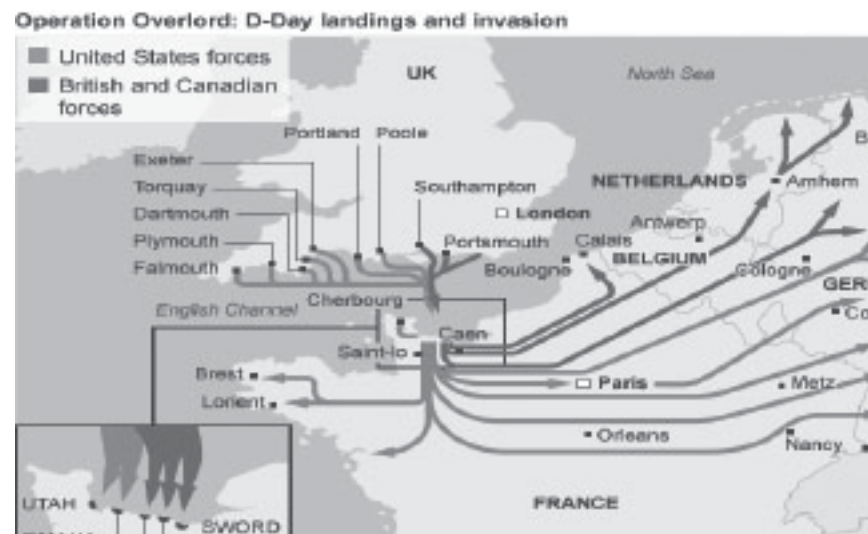 Operation Overlord: D-Day landings and invasion
United States forces
British and Canadian
forces
UK
North Sea
Portland Poole
Exeter
Torquay
Southampton
NETHERLANDS
Arnhem
Dartmouth
London
Antwerp
Plymouth
Portsmouth
Calais
Falmouth
Boulogne
BELGIUM
Cologne
GER
English Channel
Cherbourg
Co
Caen
Saint-lo
Brest
Paris
Metz
Lorient
Orleans
Nancy
UTAH
SWORD
FRANCE